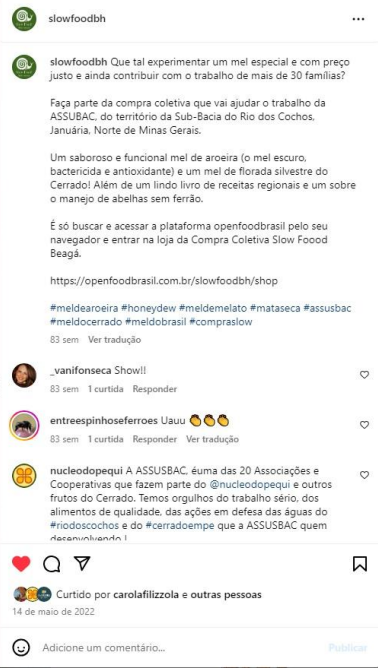 slowfoodbh
slowfoodbh Que tal experimentar um mel especial e com preço
justo e ainda contribuir com o trabalho de mais de 30 famílias?
Faça parte da compra coletiva que vai ajudar o trabalho da
ASSUBAC, do território da Sub-Bacia do Rio dos Cochos,
Januária, Norte de Minas Gerais.
Um saboroso e funcional mel de aroeira (o mel escuro,
bactericida e antioxidante) e um mel de florada silvestre do
Cerrado! Além de um lindo livro de receitas regionais e um sobre
o manejo de abelhas sem ferrão.
É só buscar e acessar a plataforma openfoodbrasil pelo seu
navegador e entrar na loja da Compra Coletiva Slow Foood
Beagá.
https://openfoodbrasil.com.br/slowfoodbh/shop
#meldearoeira #honeydew #meldemelato #mataseca #assusbac
#meldocerrado #meldobrasil #compraslow
83 sem Ver tradução
_vanifonseca Show!!
83 sem 1 curtida Responder
entreespinhoseferroes Uauu 👏👏👏
83 sem 1 curtida Responder Ver tradução
nucleodopequi A ASSUSBAC, éuma das 20 Associações e
Cooperativas que fazem parte do @nucleodopequi e outros
frutos do Cerrado. Temos orgulhos do trabalho sério, dos
alimentos de qualidade, das ações em defesa das águas do
#riodoscochos e do #cerradoempe que a ASSUSBAC quem
desenvolvendo !
Curtido por carolafilizzola e outras pessoas
14 de maio de 2022
Adicione um comentário...
Publicar